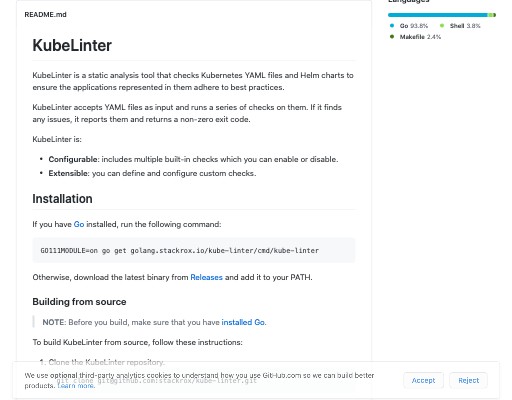 Languages
README.md
Go 93.8% Shell 3.8%
Makefile 2.4%
KubeLinter
KubeLinter is a static analysis tool that checks Kubernetes YAML files and Helm charts to
ensure the applications represented in them adhere to best practices.
KubeLinter accepts YAML files as input and runs a series of checks on them. If it finds
any issues, it reports them and returns a non-zero exit code.
KubeLinter is:
• Configurable: includes multiple built-in checks which you can enable or disable.
• Extensible: you can define and configure custom checks.
Installation
If you have Go installed, run the following command:
GO111MODULE=on go get golang.stackrox.io/kube-linter/cmd/kube-linter
Otherwise, download the latest binary from Releases and add it to your PATH.
Building from source
NOTE: Before you build, make sure that you have installed Go.
To build KubeLinter from source, follow these instructions:
1. Clone the KubeLinter repository.
git clone git@github.com:stackrox/kube-linter.git
We use optional third-party analytics cookies to understand how you use GitHub.com so we can build better
products. Learn more.
Accept Reject